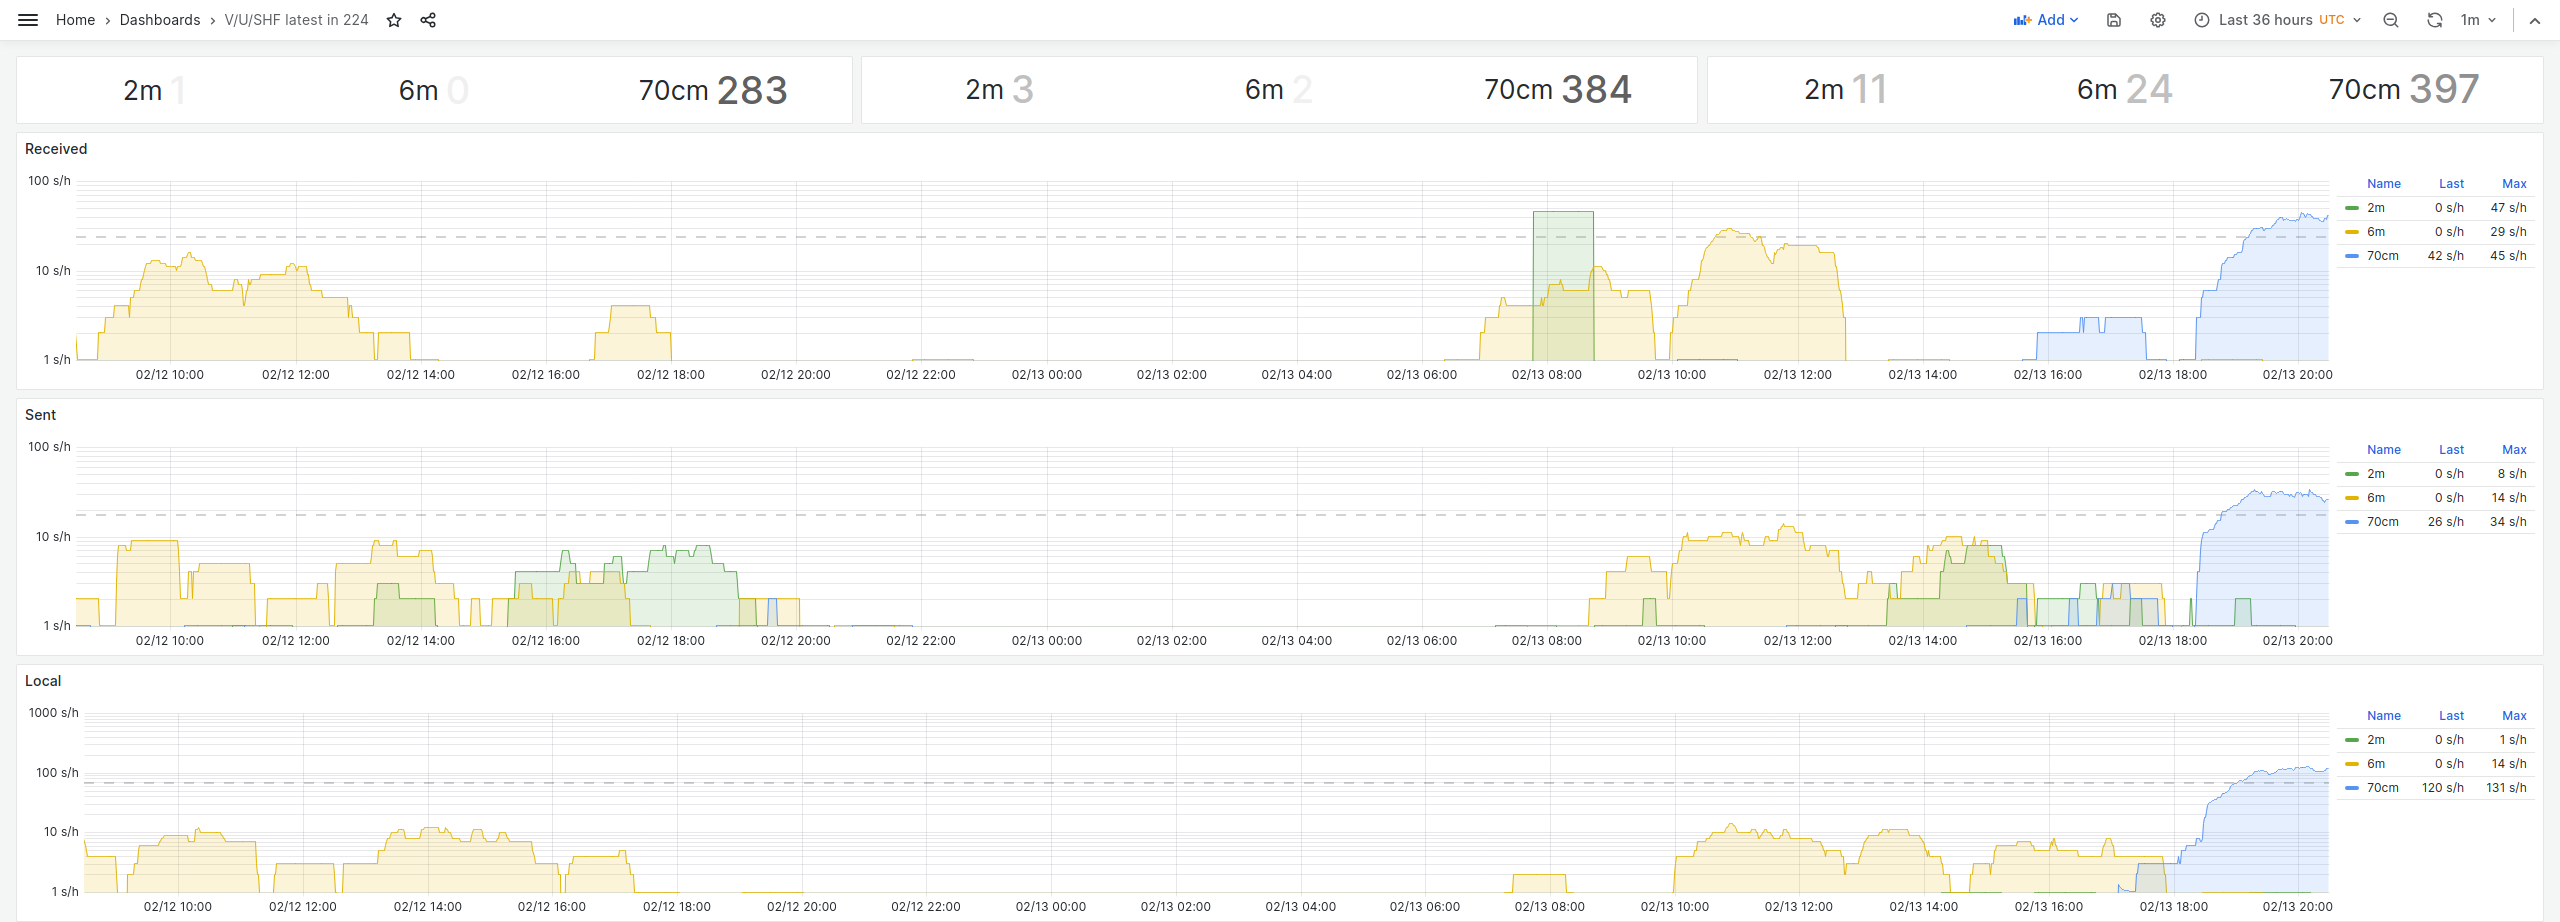 Home › Dashboards › V/U/SHF latest in 224
Add
Last 36 hours UTC
1m
2m 1
6m 0
70cm 283
2m 3
6m 2
70cm 384
2m 11
6m 24
70cm 397
Received
100 s/h
10 s/h
1 s/h
02/12 10:00 02/12 12:00 02/12 14:00 02/12 16:00 02/12 18:00 02/12 20:00 02/12 22:00 02/13 00:00 02/13 02:00 02/13 04:00 02/13 06:00 02/13 08:00 02/13 10:00 02/13 12:00 02/13 14:00 02/13 16:00 02/13 18:00 02/13 20:00
Name Last Max
2m 0 s/h 47 s/h
6m 0 s/h 29 s/h
70cm 42 s/h 45 s/h
Sent
100 s/h
10 s/h
1 s/h
02/12 10:00 02/12 12:00 02/12 14:00 02/12 16:00 02/12 18:00 02/12 20:00 02/12 22:00 02/13 00:00 02/13 02:00 02/13 04:00 02/13 06:00 02/13 08:00 02/13 10:00 02/13 12:00 02/13 14:00 02/13 16:00 02/13 18:00 02/13 20:00
Name Last Max
2m 0 s/h 8 s/h
6m 0 s/h 14 s/h
70cm 26 s/h 34 s/h
Local
1000 s/h
100 s/h
10 s/h
1 s/h
02/12 10:00 02/12 12:00 02/12 14:00 02/12 16:00 02/12 18:00 02/12 20:00 02/12 22:00 02/13 00:00 02/13 02:00 02/13 04:00 02/13 06:00 02/13 08:00 02/13 10:00 02/13 12:00 02/13 14:00 02/13 16:00 02/13 18:00 02/13 20:00
Name Last Max
2m 0 s/h 1 s/h
6m 0 s/h 14 s/h
70cm 120 s/h 131 s/h